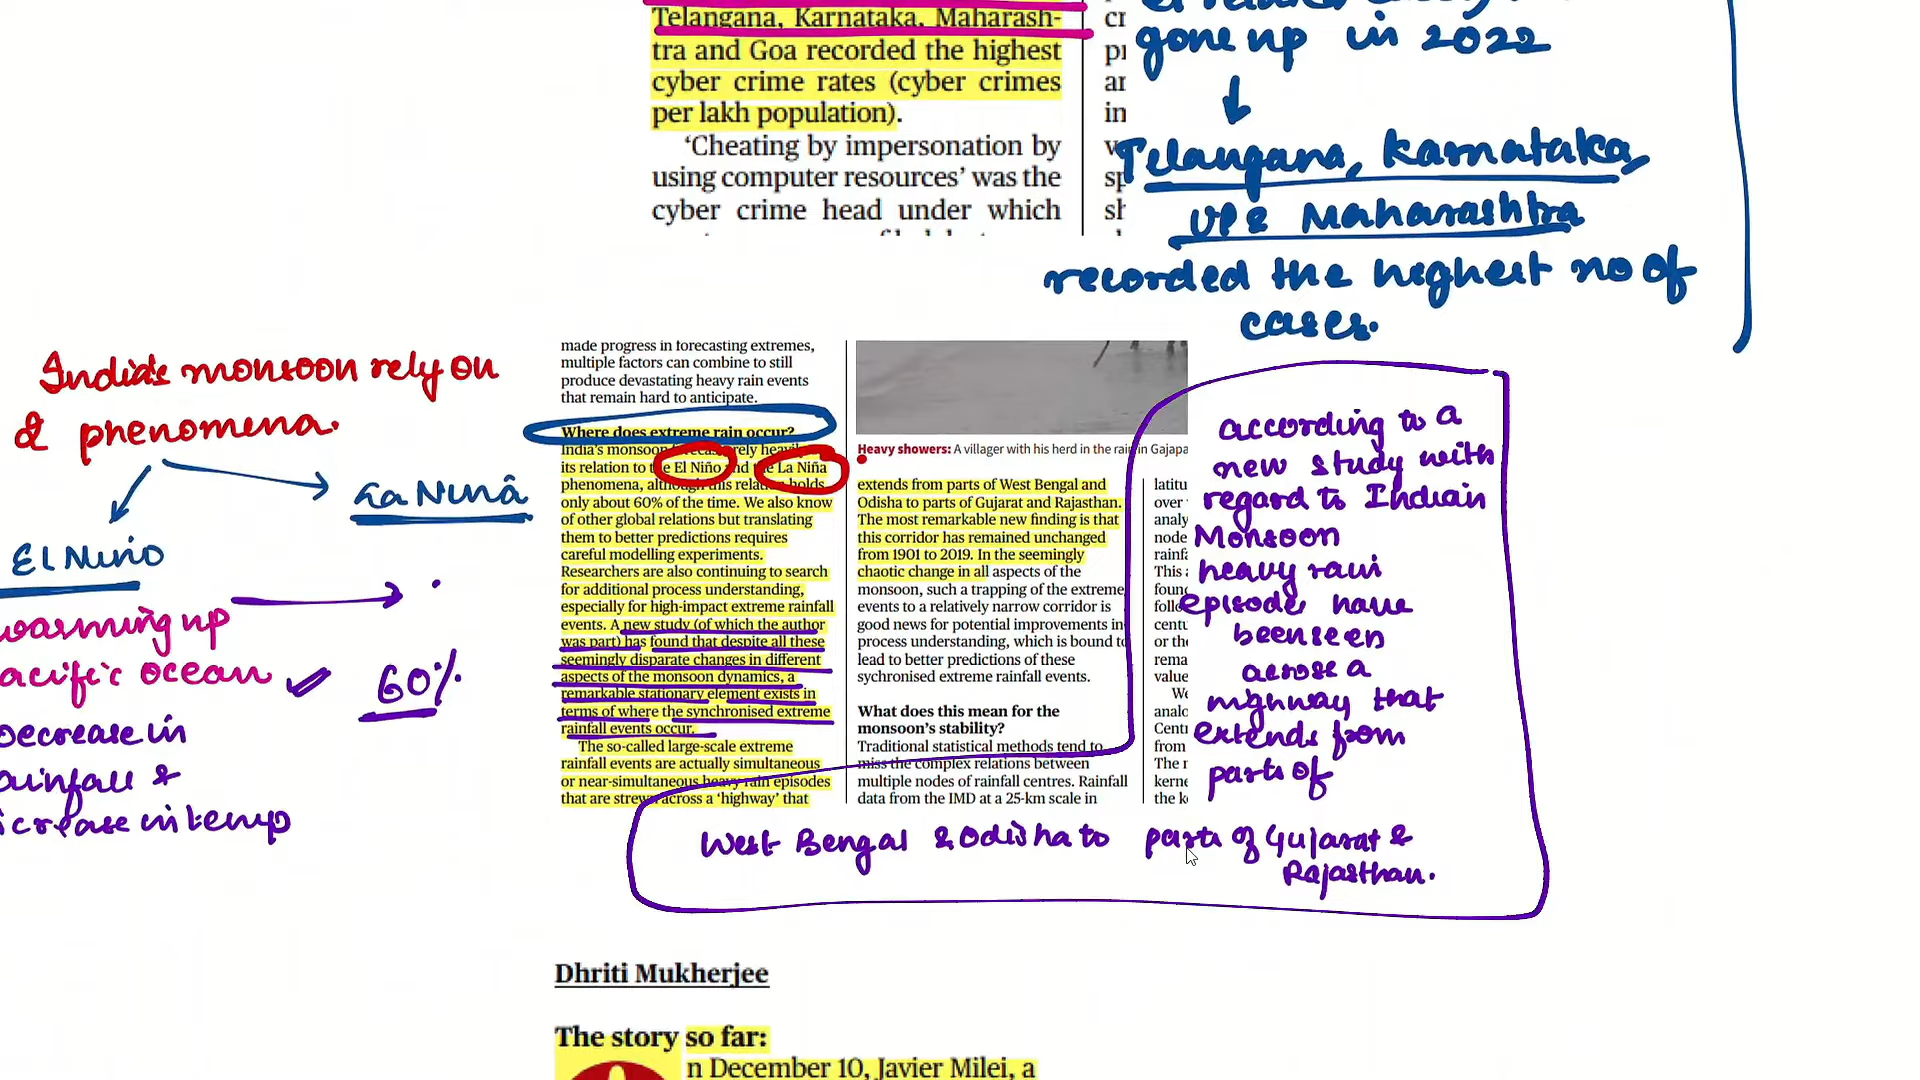 Telangana, Karnataka, Maharash-
tra and Goa recorded the highest
cyber crime rates (cyber crimes
per lakh population).
'Cheating by impersonation by
using computer resources' was the
cyber crime head under which
gone up in 2022
Telangana, Karnataka,
UP & Maharashtra
recorded the highest no of
cases.
India's monsoon rely on
2 phenomena.
La Ninã
El Nino
warming up
acific ocean
60%.
Decrease in
rainfall &
crease in temp
made progress in forecasting extremes,
multiple factors can combine to still
produce devastating heavy rain events
that remain hard to anticipate.
Where does extreme rain occur?
India's monsoon rely heavily
its relation to the El Niño and the La Niña
phenomena, although this relation holds
only about 60% of the time. We also know
of other global relations but translating
them to better predictions requires
careful modelling experiments.
Researchers are also continuing to search
for additional process understanding,
especially for high-impact extreme rainfall
events. A new study (of which the author
was part) has found that despite all these
seemingly disparate changes in different
aspects of the monsoon dynamics, a
remarkable stationary element exists in
terms of where the synchronised extreme
rainfall events occur.
The so-called large-scale extreme
rainfall events are actually simultaneous
or near-simultaneous heavy rain episodes
that are strewn across a 'highway' that
Heavy showers: A villager with his herd in the rain in Gajapa
extends from parts of West Bengal and
Odisha to parts of Gujarat and Rajasthan.
The most remarkable new finding is that
this corridor has remained unchanged
from 1901 to 2019. In the seemingly
chaotic change in all aspects of the
monsoon, such a trapping of the extreme
events to a relatively narrow corridor is
good news for potential improvements in
process understanding, which is bound to
lead to better predictions of these
sychronised extreme rainfall events.
What does this mean for the
monsoon's stability?
Traditional statistical methods tend to
miss the complex relations between
multiple nodes of rainfall centres. Rainfall
data from the IMD at a 25-km scale in
according to a
new study with
regard to Indian
Monsoon
heavy rain
episodes have
been seen
across a
highway that
extends from
parts of
West Bengal & Odisha to parts of Gujarat &
Rajasthan.
Dhriti Mukherjee
The story so far:
n December 10, Javier Milei, a